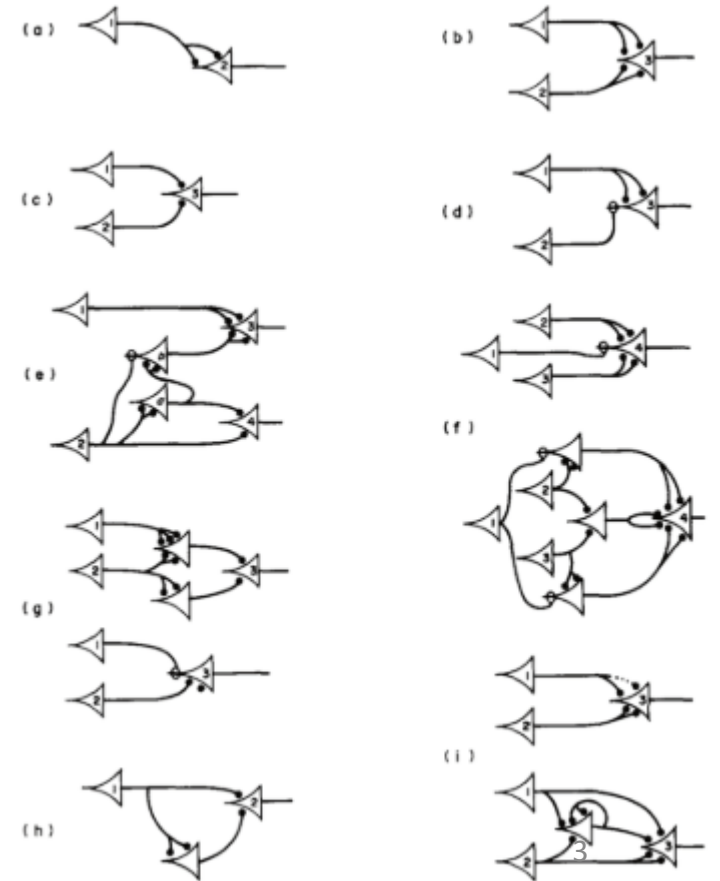 (a) 1 2
(b) 1 2 3
(c) 1 2 3
(d) 1 2 3
(e) 1 3 b a 2 4
(f) 2 1 3 4
2 1 3 4
(g) 1 2 3
1 2 3
(h) 1 2
(i) 1 2 3
1 2 3
3